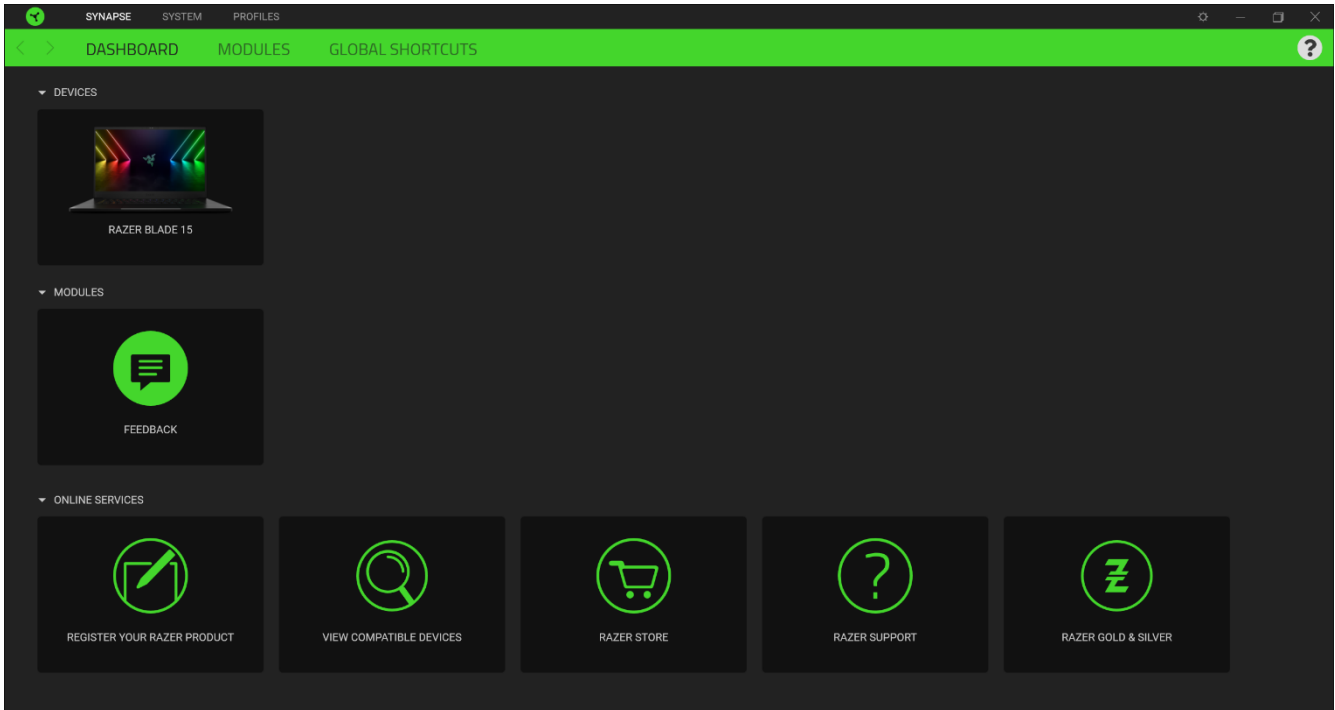 SYNAPSE SYSTEM PROFILES
DASHBOARD MODULES GLOBAL SHORTCUTS
?
DEVICES
RAZER BLADE 15
MODULES
FEEDBACK
ONLINE SERVICES
REGISTER YOUR RAZER PRODUCT VIEW COMPATIBLE DEVICES RAZER STORE RAZER SUPPORT RAZER GOLD & SILVER